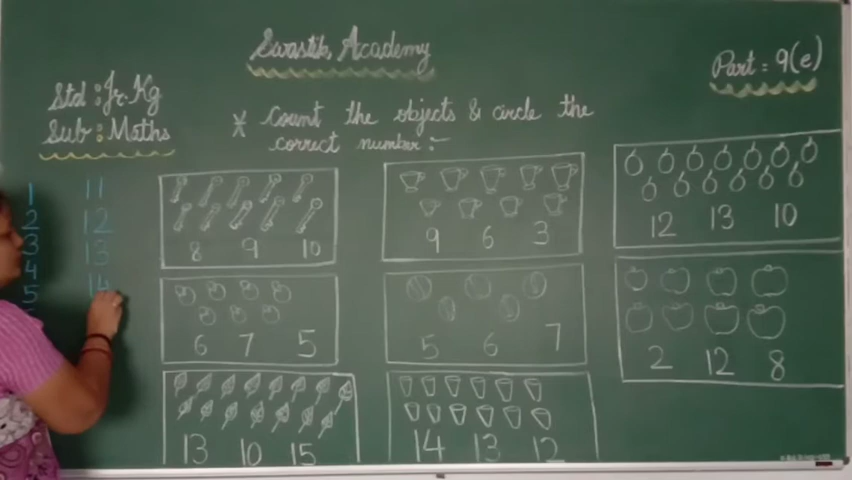 Swastik Academy
Part : 9(e)
Std : Jr. Kg
Sub : Maths
* Count the objects & circle the
correct number :-
1 11
2 12
3 13
4 14
5
8 9 10
9 6 3
12 13 10
6 7 5
5 6 7
2 12 8
13 10 15
14 13 12